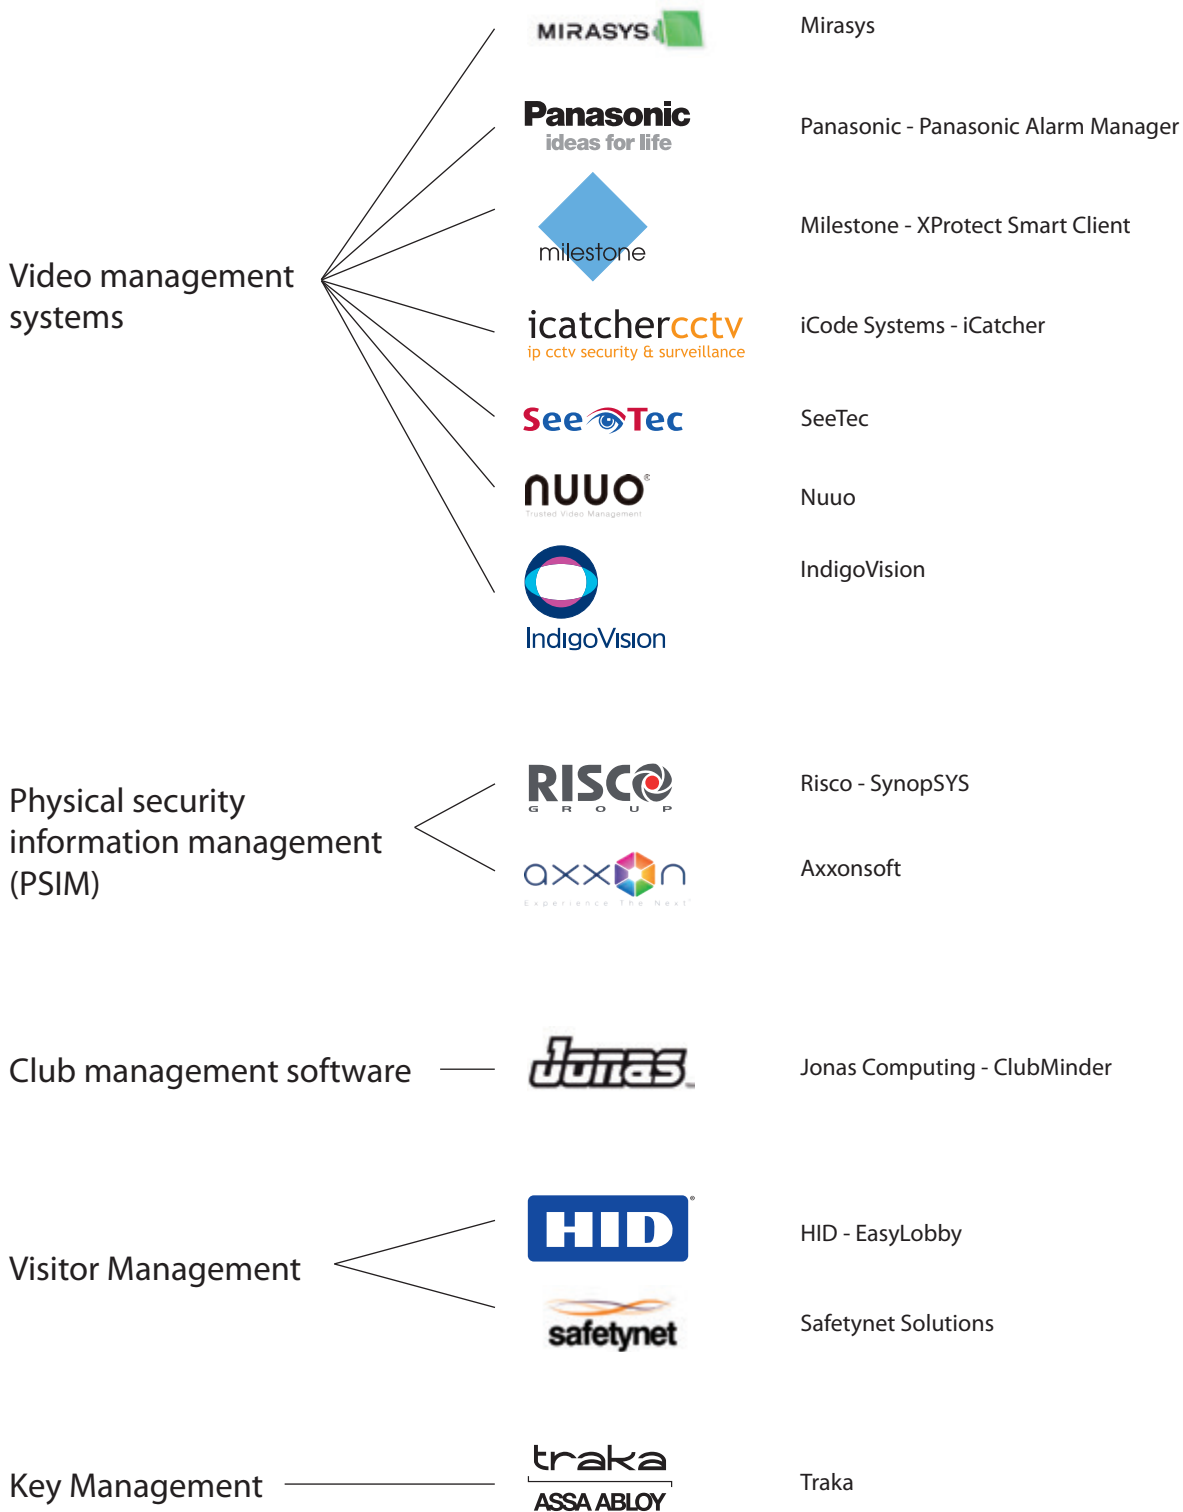 MIRASYS
Mirasys
Panasonic
ideas for life
Panasonic - Panasonic Alarm Manager
milestone
Milestone - XProtect Smart Client
Video management
systems
icatchercctv
ip cctv security & surveillance
iCode Systems - iCatcher
SeeTec
SeeTec
nuuo®
Trusted Video Management
Nuuo
IndigoVision
IndigoVision
RISCO
GROUP
Risco - SynopSYS
Physical security
information management
(PSIM)
axxon
Experience The Next
Axxonsoft
Club management software
Jonas
Jonas Computing - ClubMinder
HID®
HID - EasyLobby
Visitor Management
safetynet
Safetynet Solutions
Key Management
traka
ASSA ABLOY
Traka